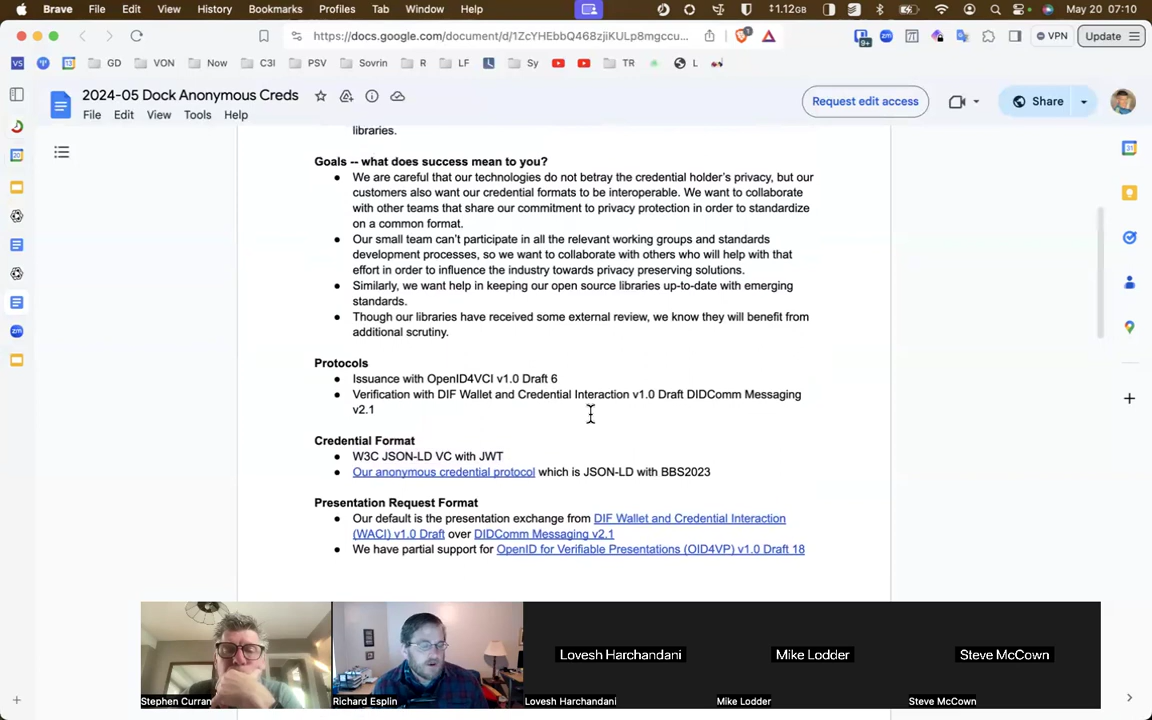 Brave File Edit View History Bookmarks Profiles Tab Window Help 1.12GB May 20 07:10
https://docs.google.com/document/d/1ZcYHEbbQ468zjiKULp8mgccu... 9+ VPN Update
VS GD VON Now C3I PSV Sovrin R LF Sy TR L
2024-05 Dock Anonymous Creds Request edit access Share
File Edit View Tools Help
libraries.
Goals -- what does success mean to you?
● We are careful that our technologies do not betray the credential holder's privacy, but our
customers also want our credential formats to be interoperable. We want to collaborate
with other teams that share our commitment to privacy protection in order to standardize
on a common format.
● Our small team can't participate in all the relevant working groups and standards
development processes, so we want to collaborate with others who will help with that
effort in order to influence the industry towards privacy preserving solutions.
● Similarly, we want help in keeping our open source libraries up-to-date with emerging
standards.
● Though our libraries have received some external review, we know they will benefit from
additional scrutiny.
Protocols
● Issuance with OpenID4VCI v1.0 Draft 6
● Verification with DIF Wallet and Credential Interaction v1.0 Draft DIDComm Messaging
v2.1
Credential Format
● W3C JSON-LD VC with JWT
● Our anonymous credential protocol which is JSON-LD with BBS2023
Presentation Request Format
● Our default is the presentation exchange from DIF Wallet and Credential Interaction
(WACI) v1.0 Draft over DIDComm Messaging v2.1
● We have partial support for OpenID for Verifiable Presentations (OID4VP) v1.0 Draft 18
Lovesh Harchandani Mike Lodder Steve McCown
Stephen Curran Richard Esplin Lovesh Harchandani Mike Lodder Steve McCown